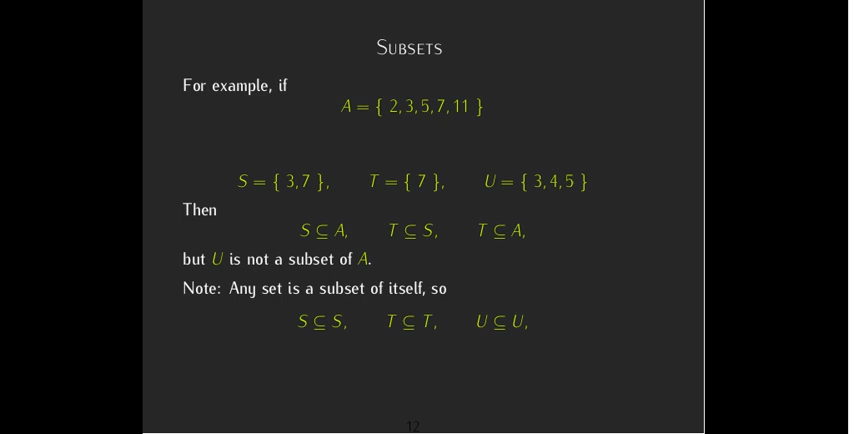 Subsets
For example, if
A = { 2, 3, 5, 7, 11 }
S = { 3, 7 },   T = { 7 },   U = { 3, 4, 5 }
Then
S ⊆ A,   T ⊆ S,   T ⊆ A,
but U is not a subset of A.
Note: Any set is a subset of itself, so
S ⊆ S,   T ⊆ T,   U ⊆ U,
12